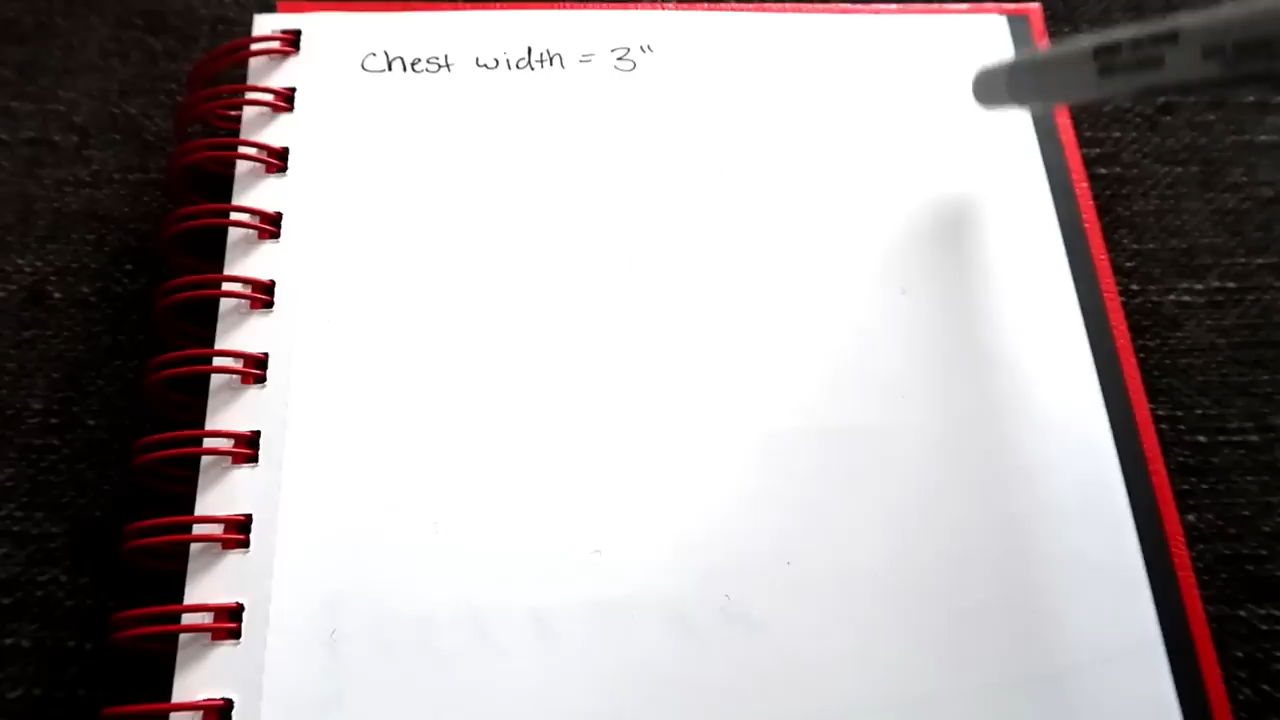 Chest width = 3"